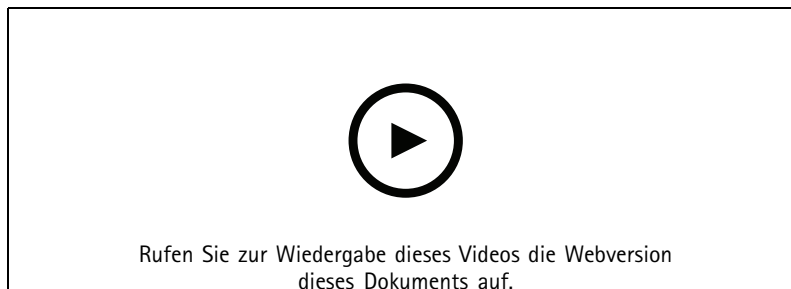 Rufen Sie zur Wiedergabe dieses Videos die Webversion
dieses Dokuments auf.